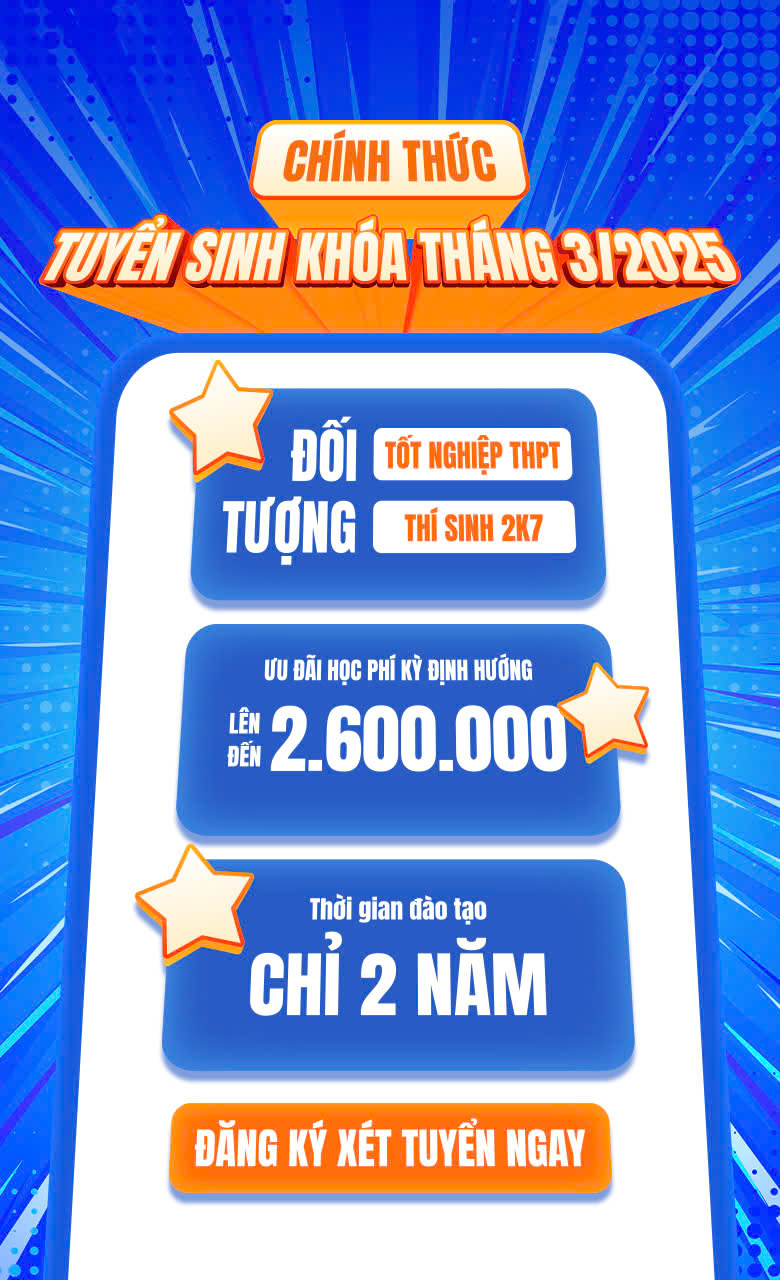 CHÍNH THỨC
TUYỂN SINH KHÓA THÁNG 3/2025
ĐỐI TƯỢNG
TỐT NGHIỆP THPT
THÍ SINH 2K7
ƯU ĐÃI HỌC PHÍ KỲ ĐỊNH HƯỚNG
LÊN ĐẾN 2.600.000
Thời gian đào tạo
CHỈ 2 NĂM
ĐĂNG KÝ XÉT TUYỂN NGAY